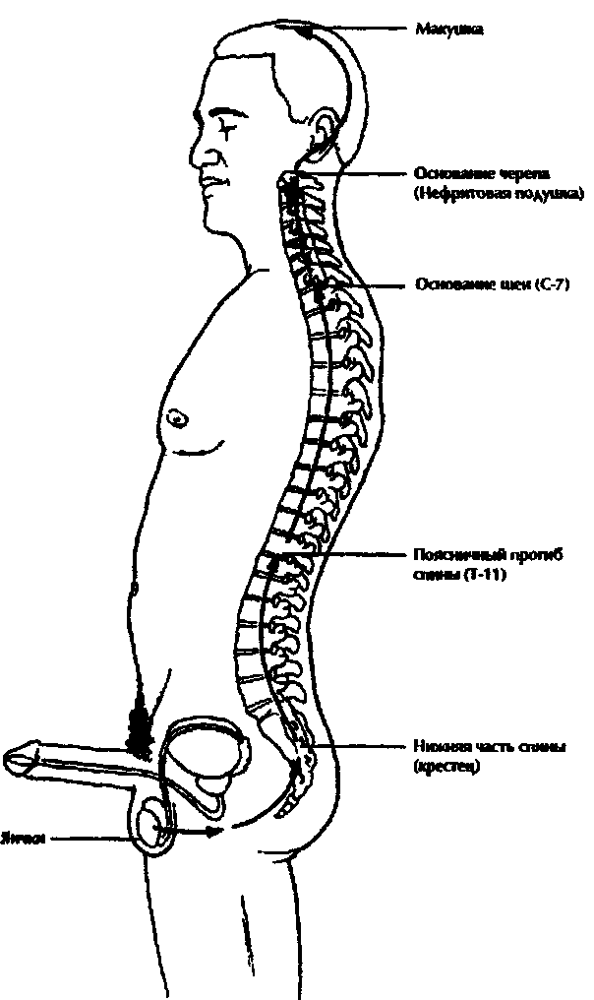 Макушка
Основание черепа
(Нефритовая подушка)
Основание шеи (С-7)
Поясничный прогиб
спины (Т-11)
Нижняя часть спины
(крестец)
Яички